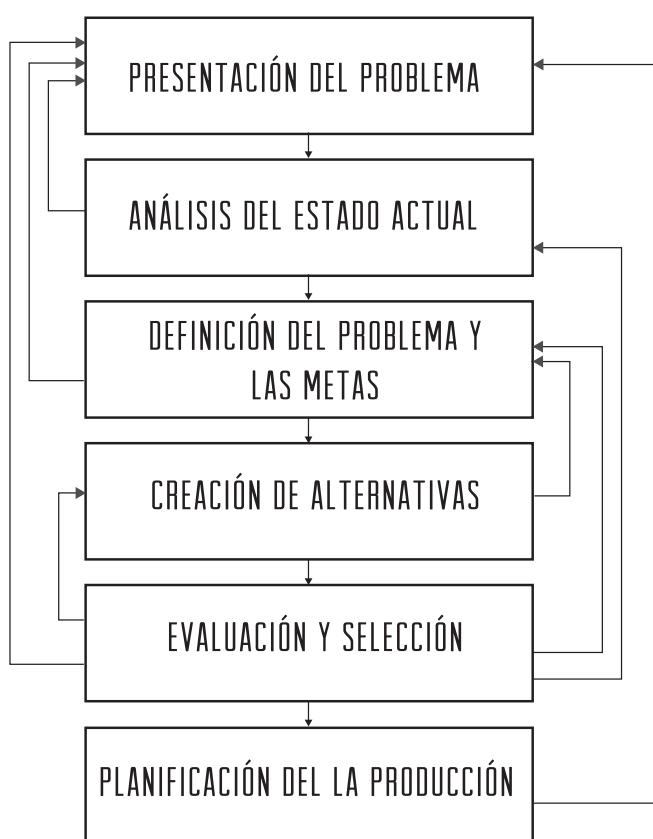 PRESENTACIÓN DEL PROBLEMA
ANÁLISIS DEL ESTADO ACTUAL
DEFINICIÓN DEL PROBLEMA Y
LAS METAS
CREACIÓN DE ALTERNATIVAS
EVALUACIÓN Y SELECCIÓN
PLANIFICACIÓN DEL LA PRODUCCIÓN